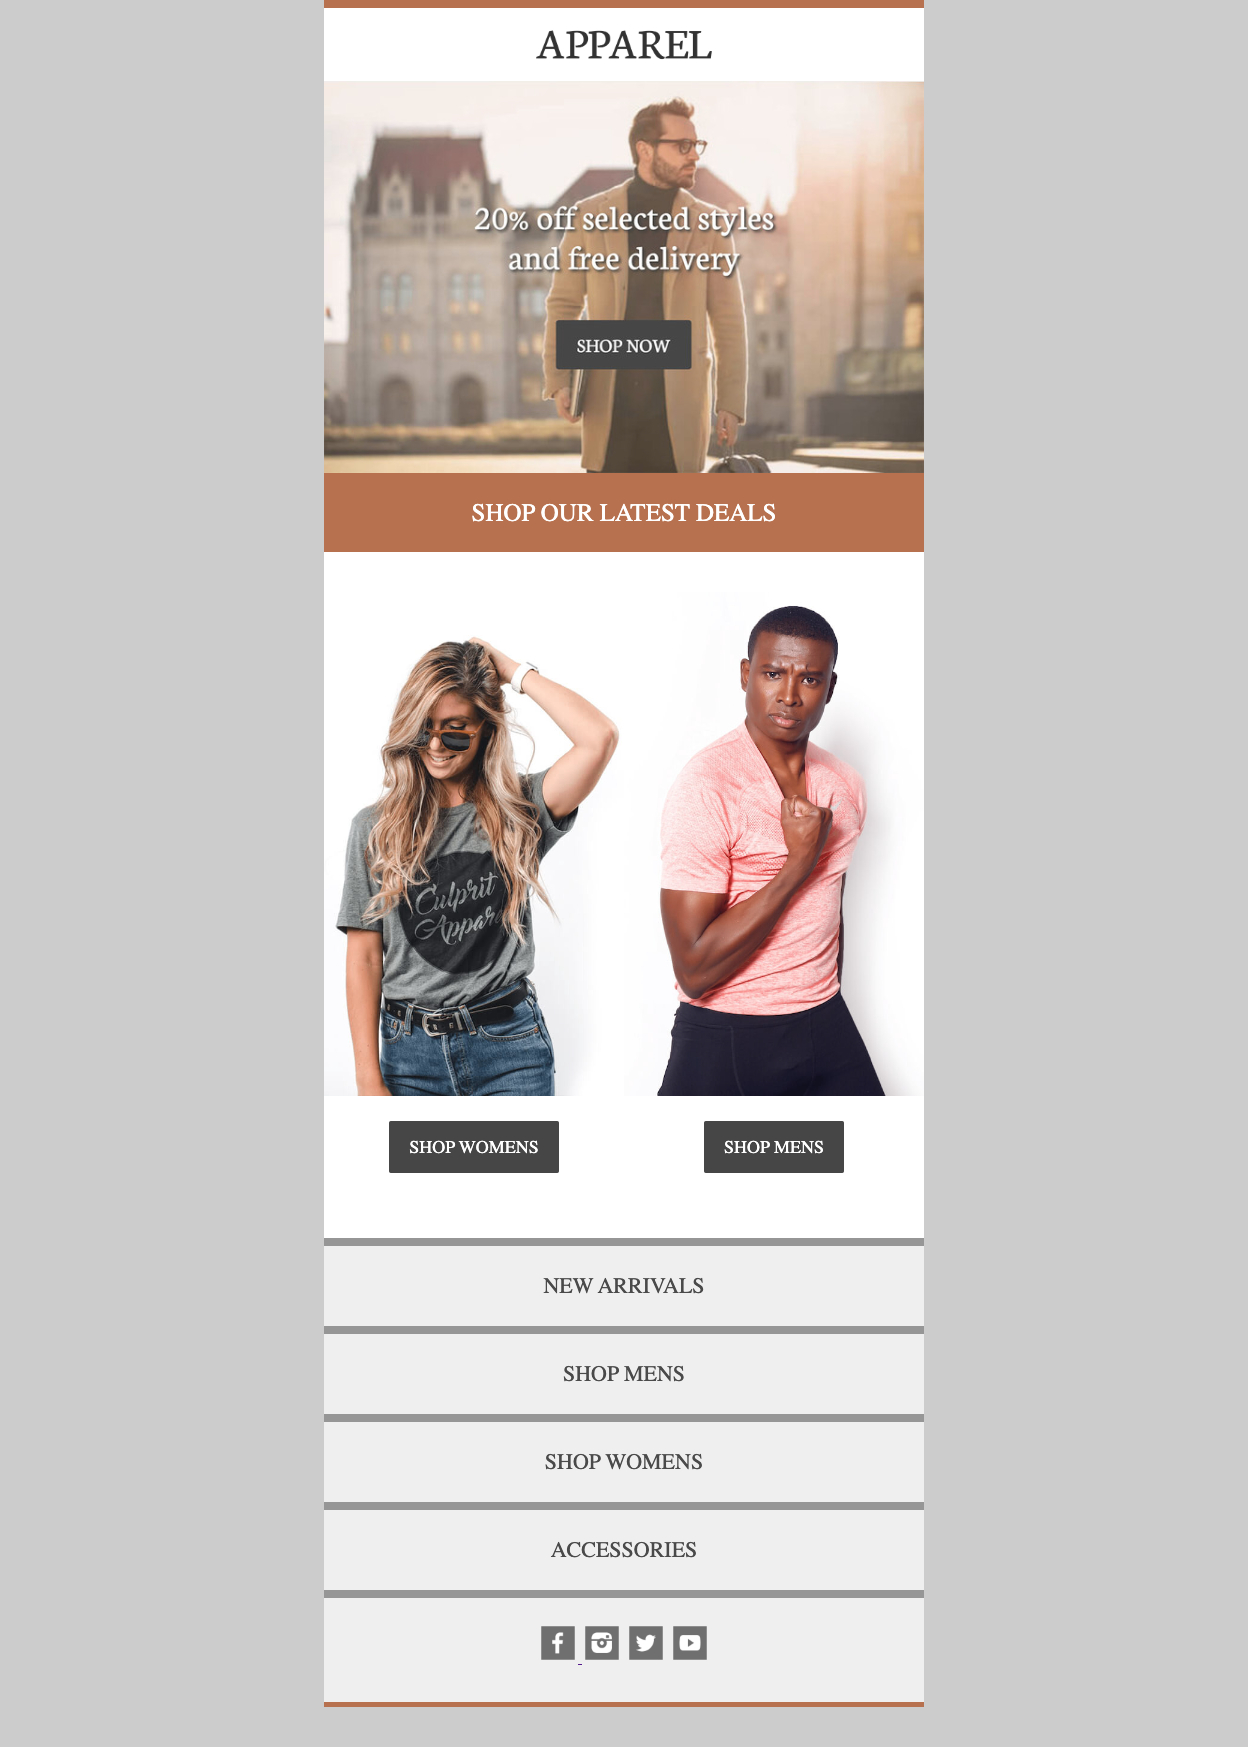 APPAREL
20% off selected styles
and free delivery
SHOP NOW
SHOP OUR LATEST DEALS
Culprit
Appare
SHOP WOMENS
SHOP MENS
NEW ARRIVALS
SHOP MENS
SHOP WOMENS
ACCESSORIES